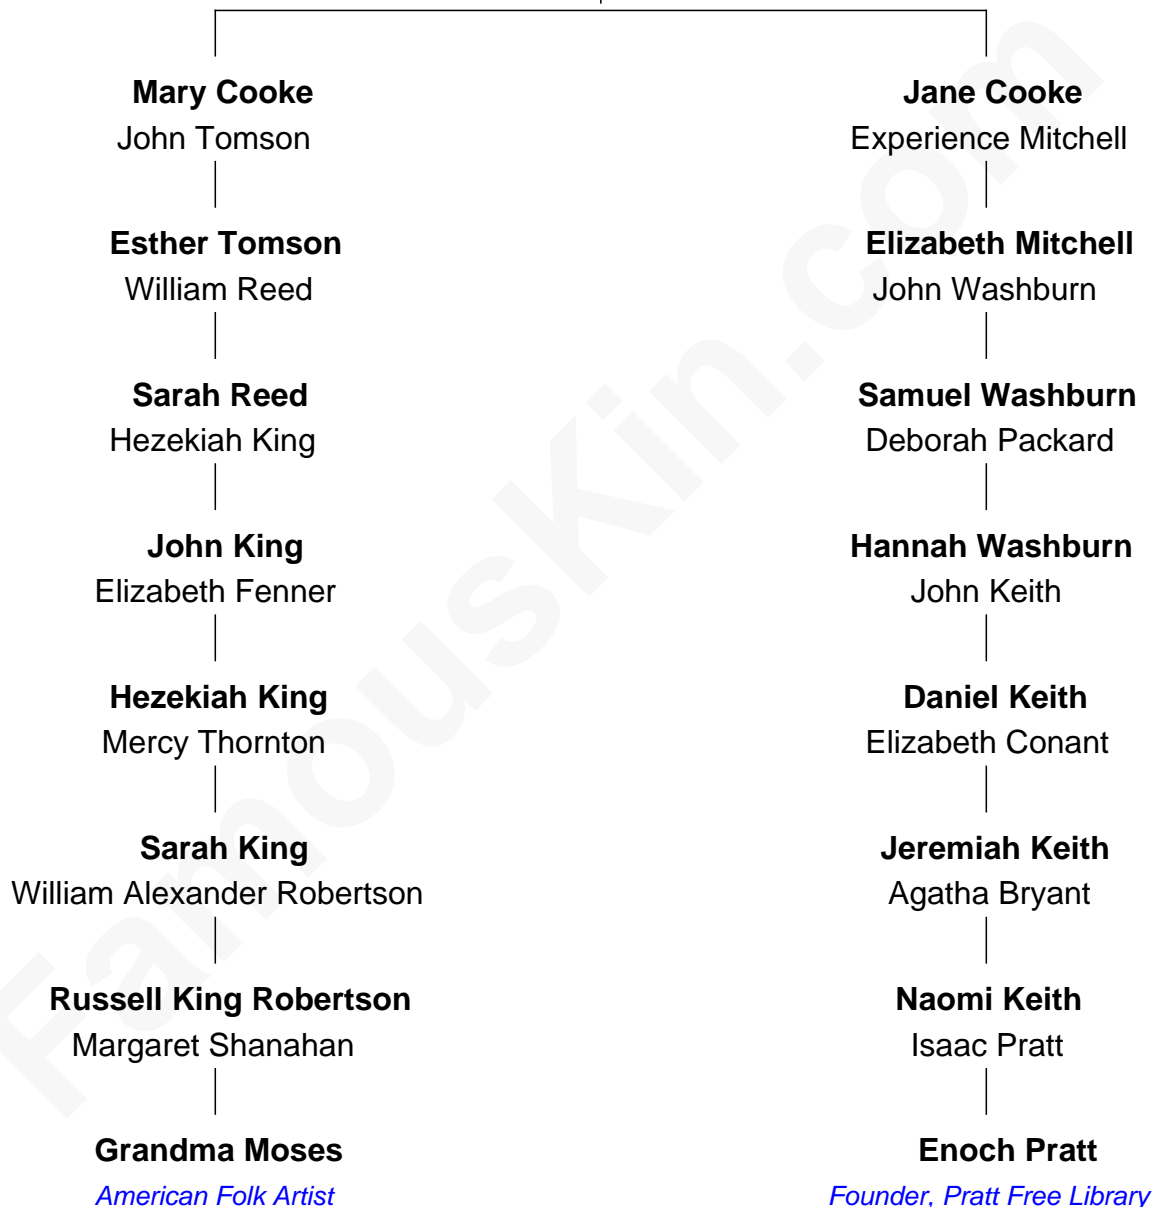 Mary Cooke
John Tomson
Esther Tomson
William Reed
Sarah Reed
Hezekiah King
John King
Elizabeth Fenner
Hezekiah King
Mercy Thornton
Sarah King
William Alexander Robertson
Russell King Robertson
Margaret Shanahan
Grandma Moses
American Folk Artist
Jane Cooke
Experience Mitchell
Elizabeth Mitchell
John Washburn
Samuel Washburn
Deborah Packard
Hannah Washburn
John Keith
Daniel Keith
Elizabeth Conant
Jeremiah Keith
Agatha Bryant
Naomi Keith
Isaac Pratt
Enoch Pratt
Founder, Pratt Free Library
FamousKin.com